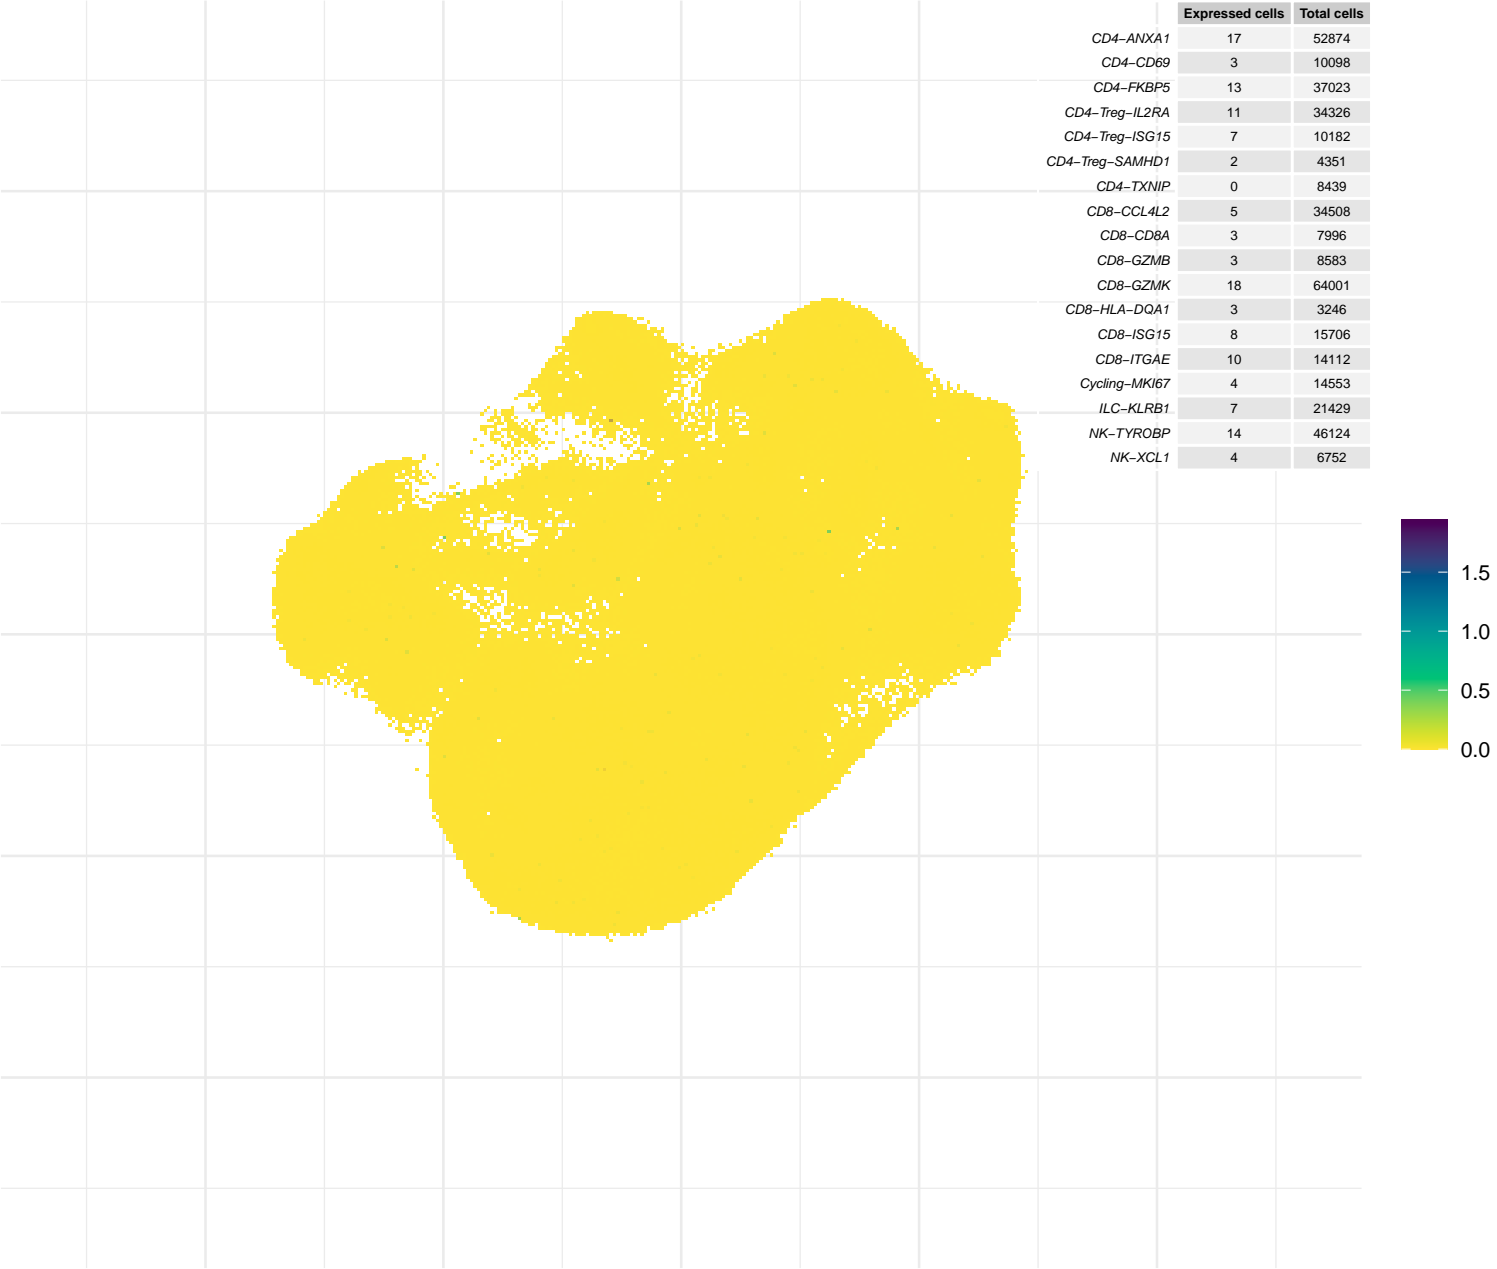 Expressed cells Total cells
CD4−ANXA1 17 52874
CD4−CD69 3 10098
CD4−FKBP5 13 37023
CD4−Treg−IL2RA 11 34326
CD4−Treg−ISG15 7 10182
CD4−Treg−SAMHD1 2 4351
CD4−TXNIP 0 8439
CD8−CCL4L2 5 34508
CD8−CD8A 3 7996
CD8−GZMB 3 8583
CD8−GZMK 18 64001
CD8−HLA−DQA1 3 3246
CD8−ISG15 8 15706
CD8−ITGAE 10 14112
Cycling−MKI67 4 14553
ILC−KLRB1 7 21429
NK−TYROBP 14 46124
NK−XCL1 4 6752
1.5
1.0
0.5
0.0